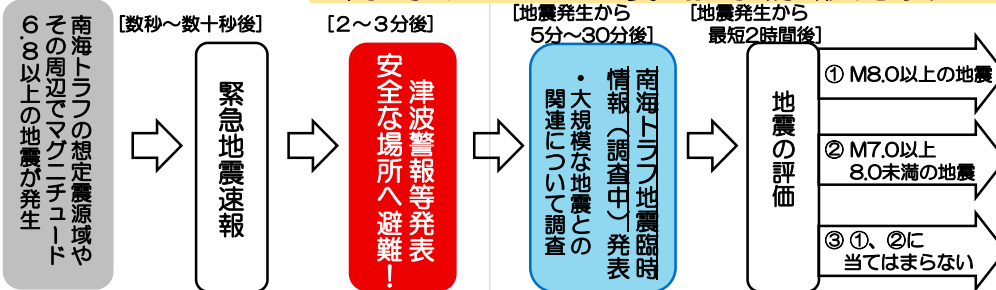 南海トラフの想定震源域や
その周辺でマグニチュード
6.8以上の地震が発生
[数秒～数十秒後]
緊急地震速報
[2～3分後]
津波警報等発表
安全な場所へ避難！
[地震発生から
5分～30分後]
南海トラフ地震臨時
情報（調査中）発表
・大規模な地震との
関連について調査
[地震発生から
最短2時間後]
地震の評価
① M8.0以上の地震
② M7.0以上
8.0未満の地震
③ ①、②に
当てはまらない